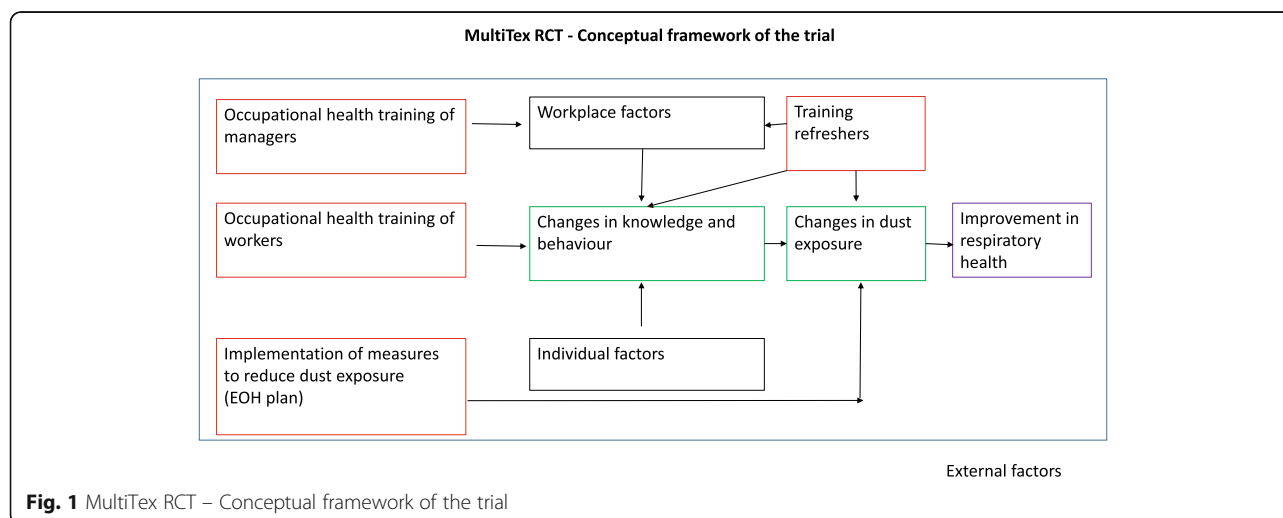 MultiTex RCT - Conceptual framework of the trial
Occupational health training of
managers
Workplace factors
Training
refreshers
Occupational health training of
workers
Changes in knowledge and
behaviour
Changes in dust
exposure
Improvement in
respiratory
health
Implementation of measures
to reduce dust exposure
(EOH plan)
Individual factors
External factors
Fig. 1 MultiTex RCT – Conceptual framework of the trial